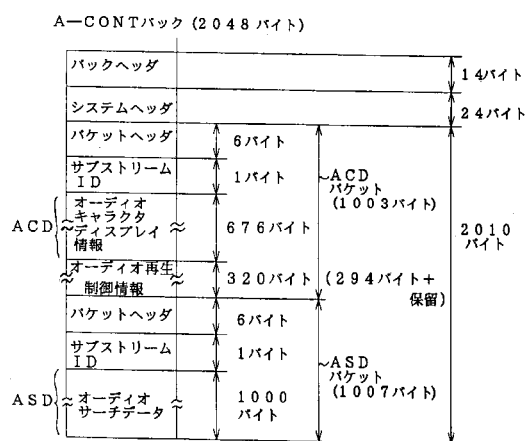 A—CONTパック(2048バイト)
パックヘッダ
14バイト
システムヘッダ
24バイト
パケットヘッダ
6バイト
サブストリーム
ID
1バイト
~ACD
パケット
(1003バイト)
2010
バイト
ACD
オーディオ
キャラクタ
ディスプレイ
情報
676バイト
オーディオ再生
制御情報
320バイト
(294バイト+
保留)
パケットヘッダ
6バイト
サブストリーム
ID
1バイト
~ASD
パケット
(1007バイト)
ASD
オーディオ
サーチデータ
1000
バイト